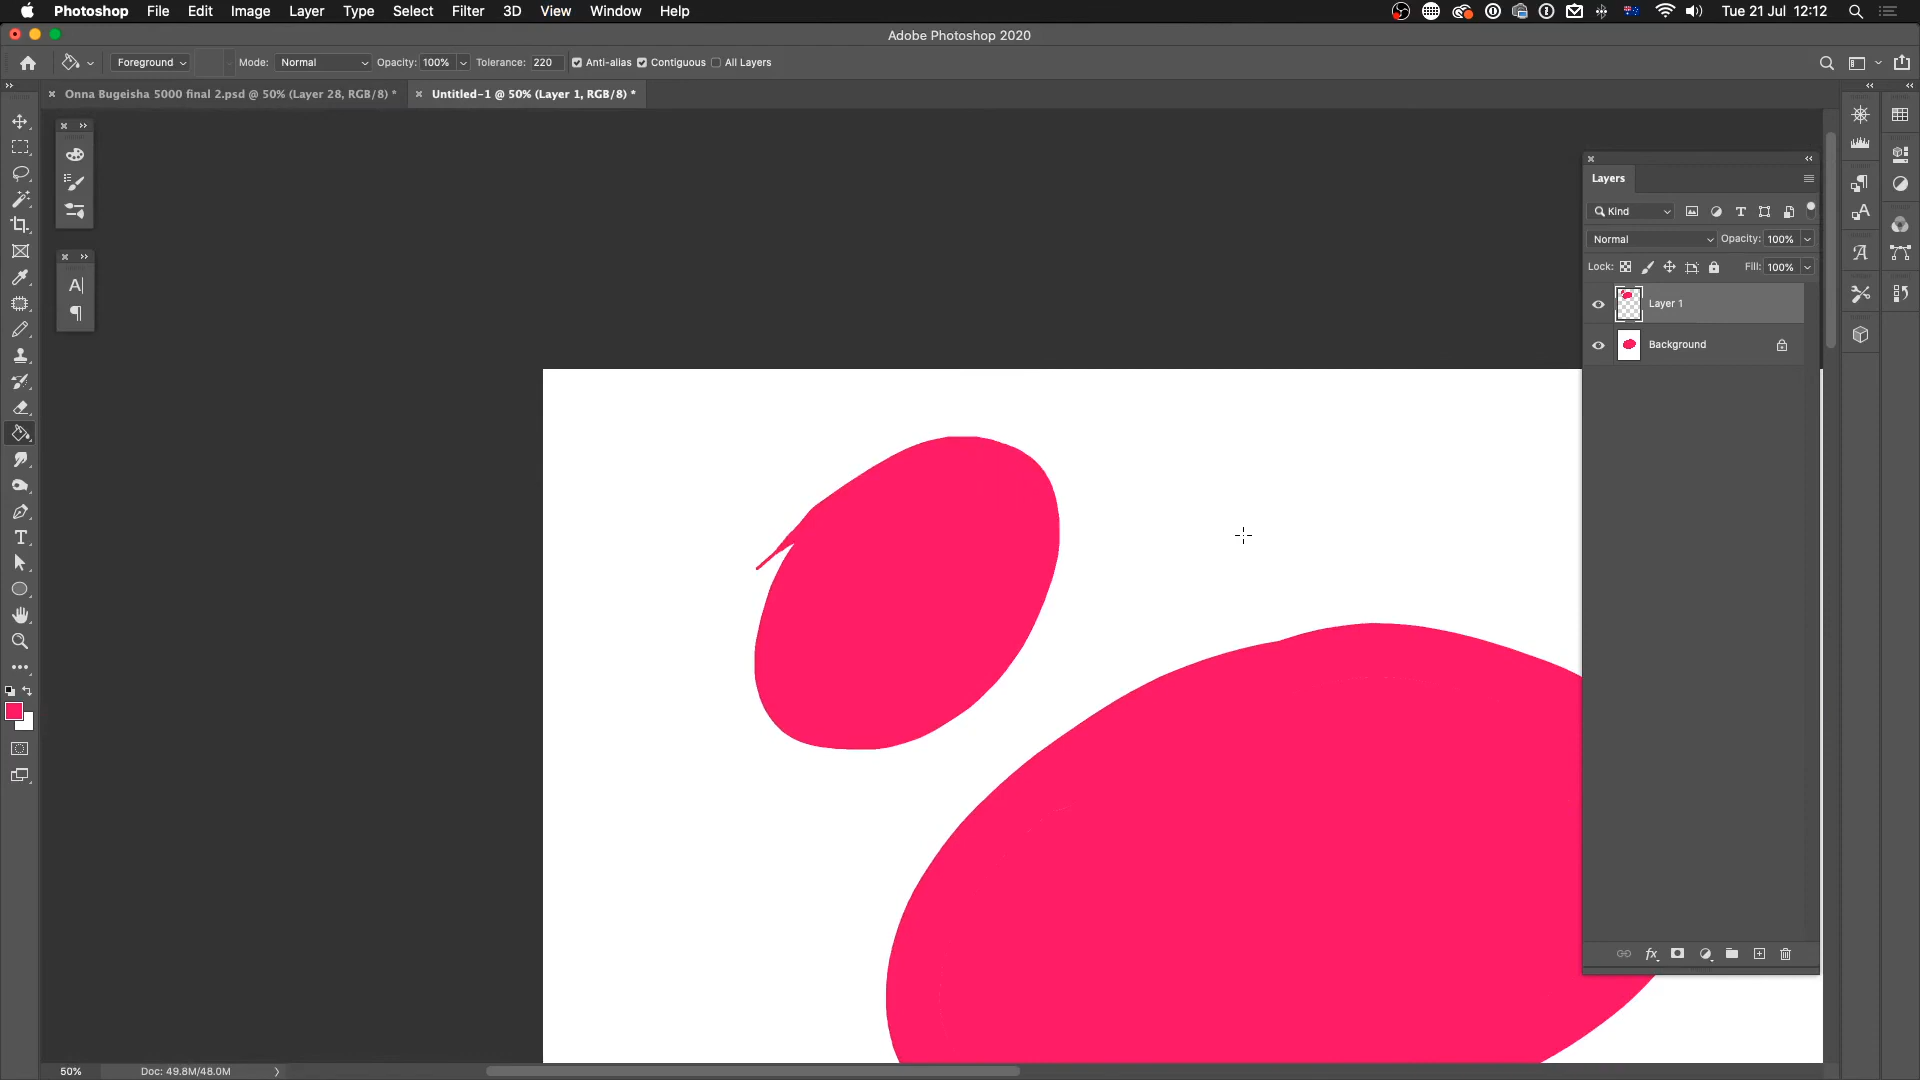 Photoshop File Edit Image Layer Type Select Filter 3D View Window Help Tue 21 Jul 12:12
Adobe Photoshop 2020
Foreground Mode: Normal Opacity: 100% Tolerance: 220 Anti-alias Contiguous All Layers
Onna Bugeisha 5000 final 2.psd @ 50% (Layer 28, RGB/8) * Untitled-1 @ 50% (Layer 1, RGB/8) *
Layers
Kind
Normal Opacity: 100%
Lock: Fill: 100%
Layer 1
Background
50% Doc: 49.8M/48.0M